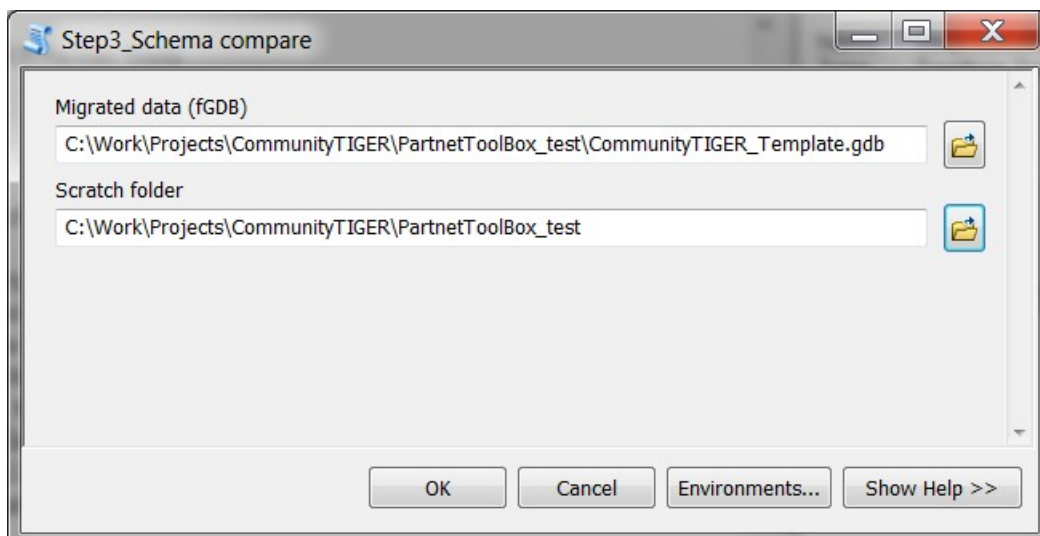 Step3_Schema compare
Migrated data (fGDB)
C:\Work\Projects\CommunityTIGER\PartnetToolBox_test\CommunityTIGER_Template.gdb
Scratch folder
C:\Work\Projects\CommunityTIGER\PartnetToolBox_test
OK Cancel Environments... Show Help >>